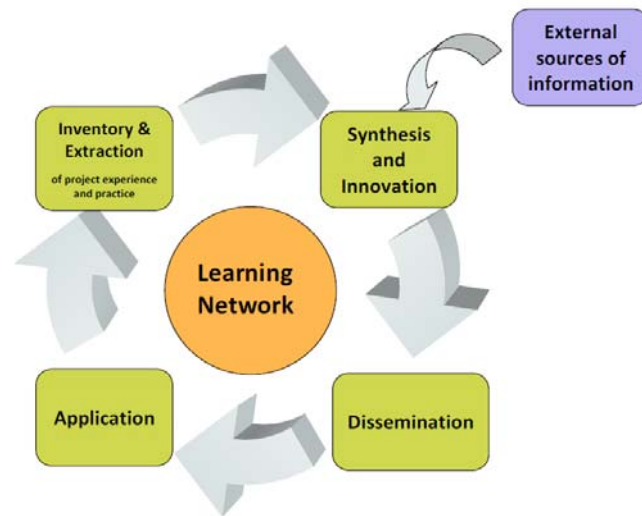 External
sources of
information
Inventory &
Extraction
of project experience
and practice
Synthesis
and
Innovation
Learning
Network
Application
Dissemination